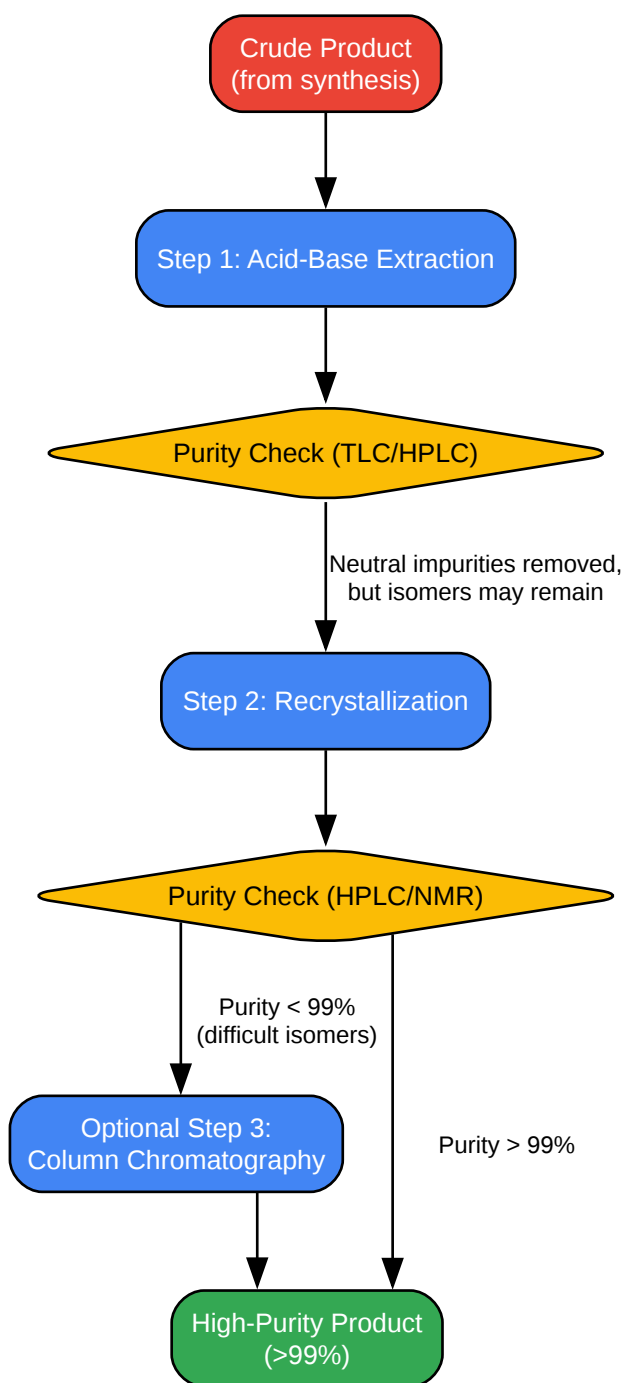 Crude Product
(from synthesis)
Step 1: Acid-Base Extraction
Purity Check (TLC/HPLC)
Neutral impurities removed,
but isomers may remain
Step 2: Recrystallization
Purity Check (HPLC/NMR)
Purity < 99%
(difficult isomers)
Optional Step 3:
Column Chromatography
Purity > 99%
High-Purity Product
(>99%)